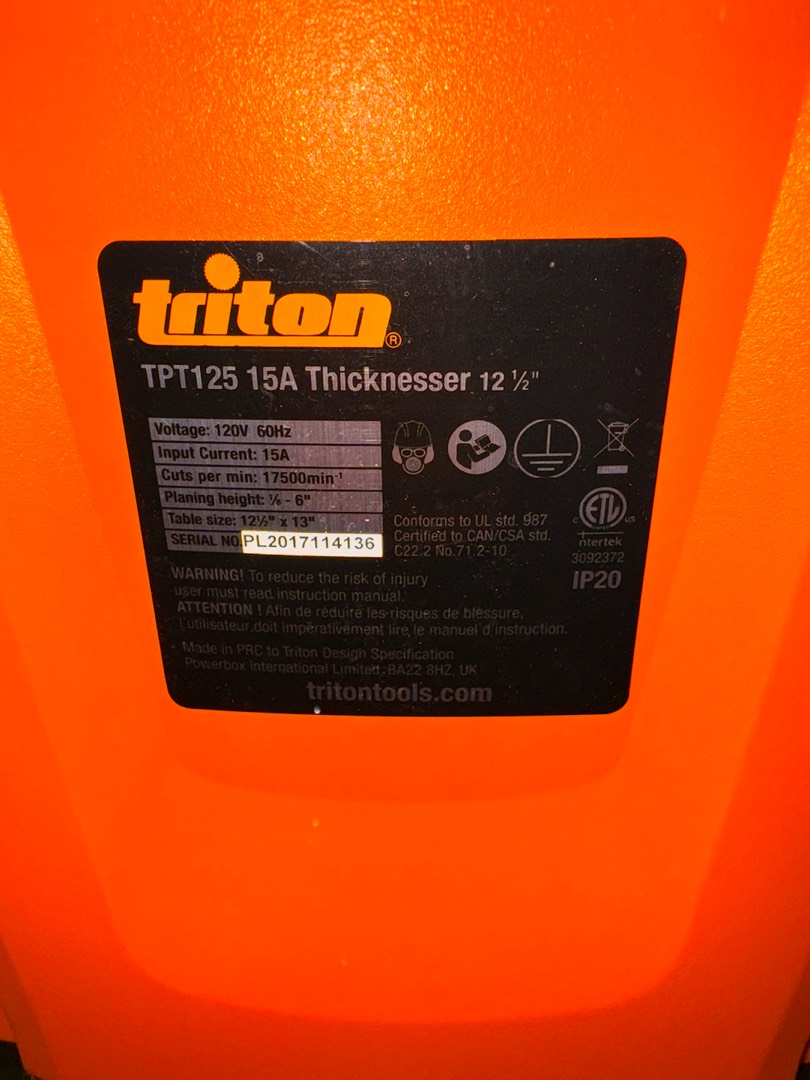 triton®
TPT125 15A Thicknesser 12 ½"
Voltage: 120V 60Hz
Input Current: 15A
Cuts per min: 17500min⁻¹
Planing height: ⅛ - 6"
Table size: 12½" x 13"
SERIAL NO. PL2017114136
Conforms to UL std. 987
Certified to CAN/CSA std.
C22.2 No.71.2-10
c ETL us
ntertek
3092372
IP20
WARNING! To reduce the risk of injury
user must read instruction manual.
ATTENTION ! Afin de réduire les risques de blessure,
l'utilisateur doit impérativement lire le manuel d'instruction.
Made in PRC to Triton Design Specification
Powerbox International Limited. BA22 8HZ, UK
tritontools.com